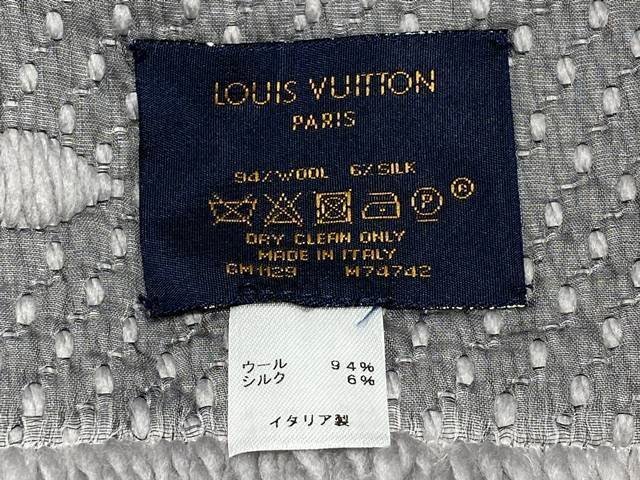 LOUIS VUITTON
PARIS
94% WOOL 6% SILK
P ®
DRY CLEAN ONLY
MADE IN ITALY
GM1129 M74742
ウール 94%
シルク 6%
イタリア製